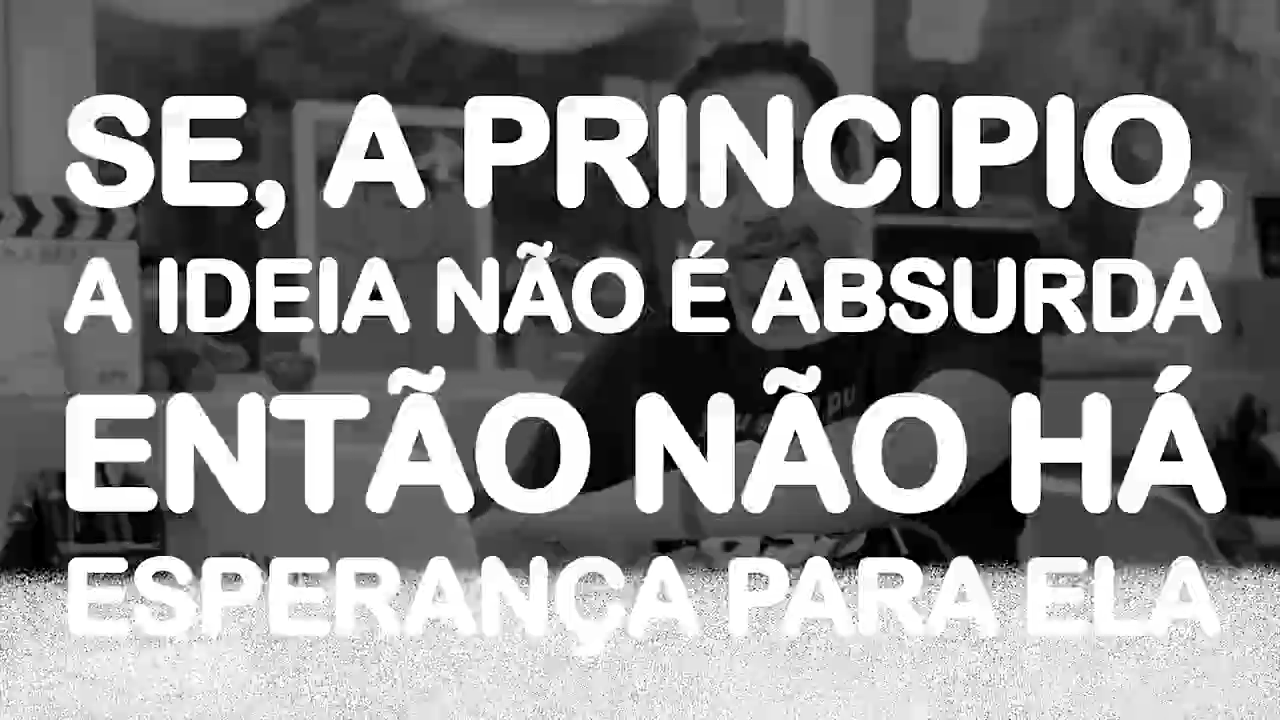 SE, A PRINCIPIO,
A IDEIA NÃO É ABSURDA
ENTÃO NÃO HÁ
ESPERANÇA PARA ELA